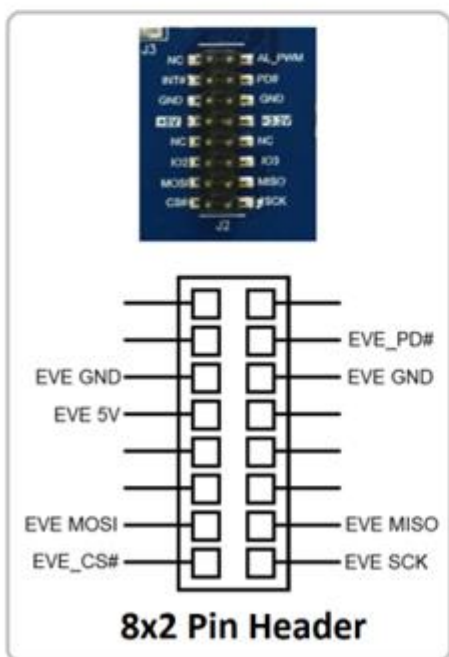 J3
NC AU_PWM
INT# PD#
GND GND
+5V +3.3V
NC NC
IO2 IO3
MOSI MISO
CS# SCK
J2
EVE_PD#
EVE GND EVE GND
EVE 5V
EVE MOSI EVE MISO
EVE_CS# EVE SCK
8x2 Pin Header